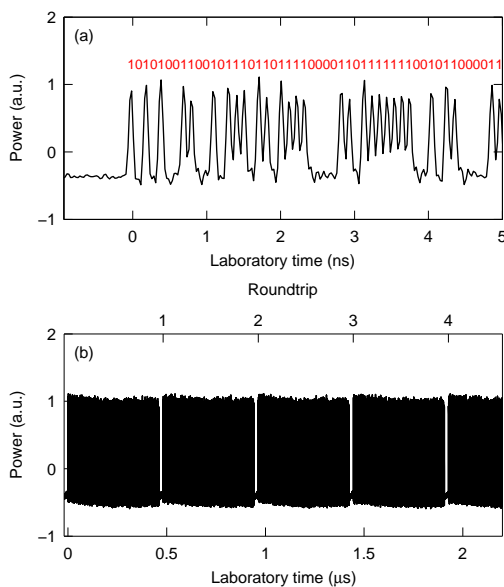 2
(a)
10101001100101110110111100001101111111001011000011
1
0
−1
Power (a.u.)
0 1 2 3 4 5
Laboratory time (ns)
Roundtrip
1 2 3 4
2
(b)
1
0
−1
Power (a.u.)
0 0.5 1 1.5 2
Laboratory time (μs)